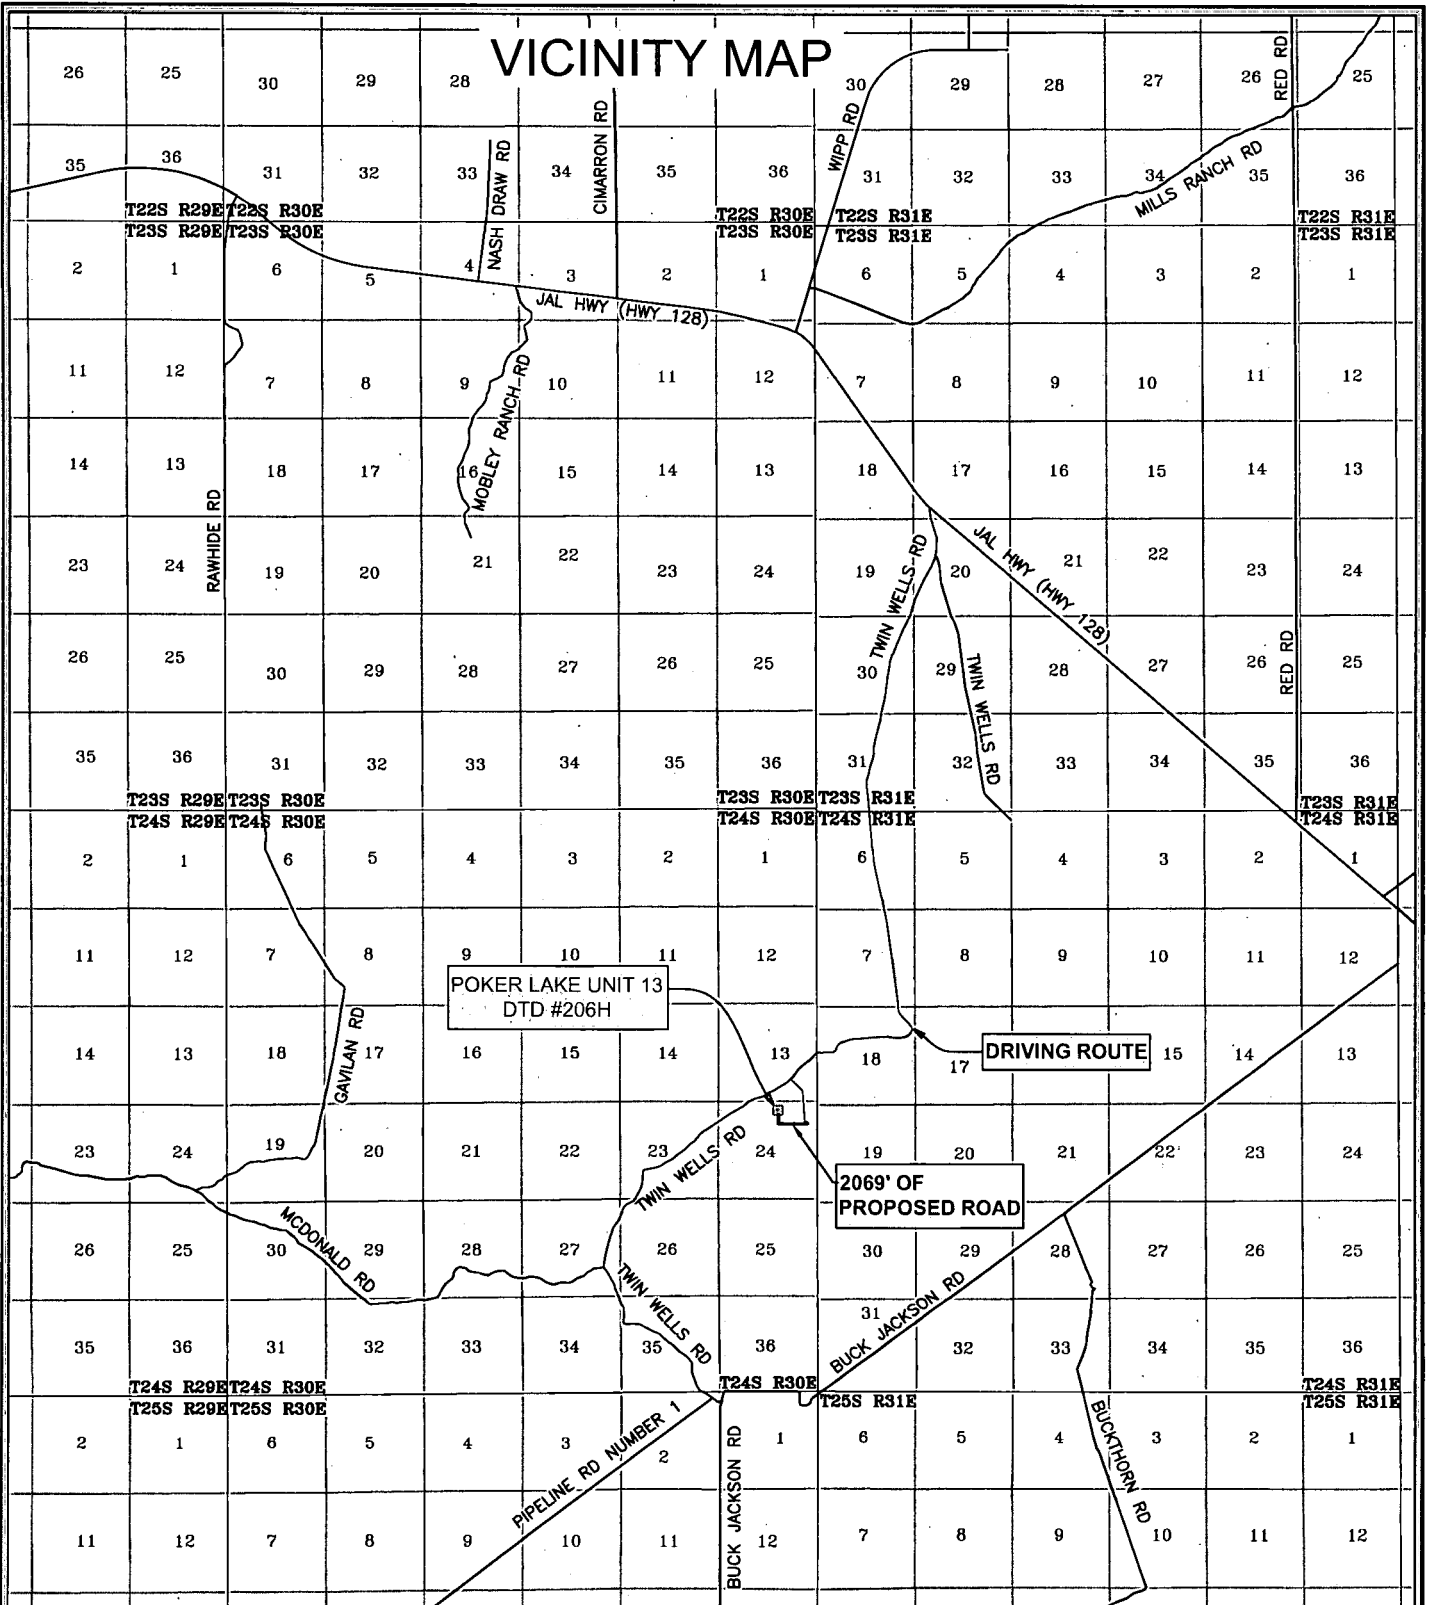 VICINITY MAP
26 25 30 29 28 30 29 28 27 26 RED RD 25
CIMARRON RD
WIPP RD
NASH DRAW RD
35 36 31 32 33 34 35 36 31 32 33 34 35 36
MILLS RANCH RD
T22S R29E T22S R30E T22S R30E T22S R31E T22S R31E
T23S R29E T23S R30E T23S R30E T23S R31E T23S R31E
2 1 6 5 4 3 2 1 6 5 4 3 2 1
JAL HWY (HWY 128)
11 12 7 8 9 10 11 12 7 8 9 10 11 12
MOBLEY RANCH RD
14 13 18 17 16 15 14 13 18 17 16 15 14 13
RAWHIDE RD
JAL HWY (HWY 128)
23 24 19 20 21 22 23 24 19 20 21 22 23 24
TWIN WELLS RD
26 25 30 29 28 27 26 25 30 29 28 27 26 25
RED RD
TWIN WELLS RD
35 36 31 32 33 34 35 36 31 32 33 34 35 36
T23S R29E T23S R30E T23S R30E T23S R31E T23S R31E
T24S R29E T24S R30E T24S R30E T24S R31E T24S R31E
2 1 6 5 4 3 2 1 6 5 4 3 2 1
11 12 7 8 9 10 11 12 7 8 9 10 11 12
POKER LAKE UNIT 13
DTD #206H
GAVILAN RD
DRIVING ROUTE
14 13 18 17 16 15 14 13 18 17 15 14 13
23 24 19 20 21 22 23 24 19 20 21 22 23 24
TWIN WELLS RD
2069' OF
PROPOSED ROAD
MCDONALD RD
26 25 30 29 28 27 26 25 30 29 28 27 26 25
TWIN WELLS RD
BUCK JACKSON RD
35 36 31 32 33 34 35 36 31 32 33 34 35 36
T24S R29E T24S R30E T24S R30E T24S R31E
T25S R29E T25S R30E T25S R31E T25S R31E
2 1 6 5 4 3 2 1 6 5 4 3 2 1
PIPELINE RD NUMBER 1
BUCK JACKSON RD
BUCKTHORN RD
11 12 7 8 9 10 11 12 7 8 9 10 11 12